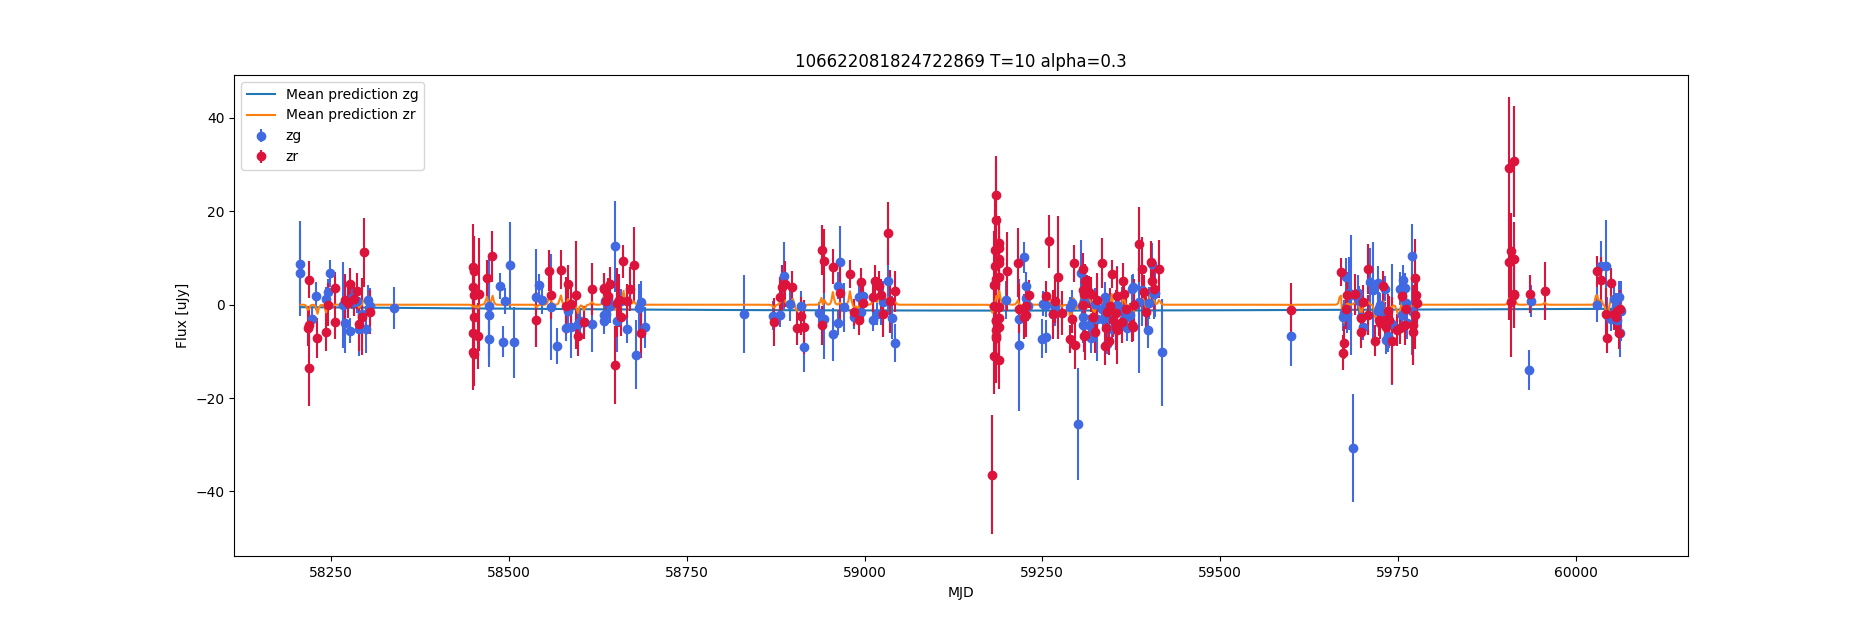 106622081824722869 T=10 alpha=0.3
Mean prediction zg
Mean prediction zr
zg
zr
Flux [uJy]
40
20
0
−20
−40
58250 58500 58750 59000 59250 59500 59750 60000
MJD